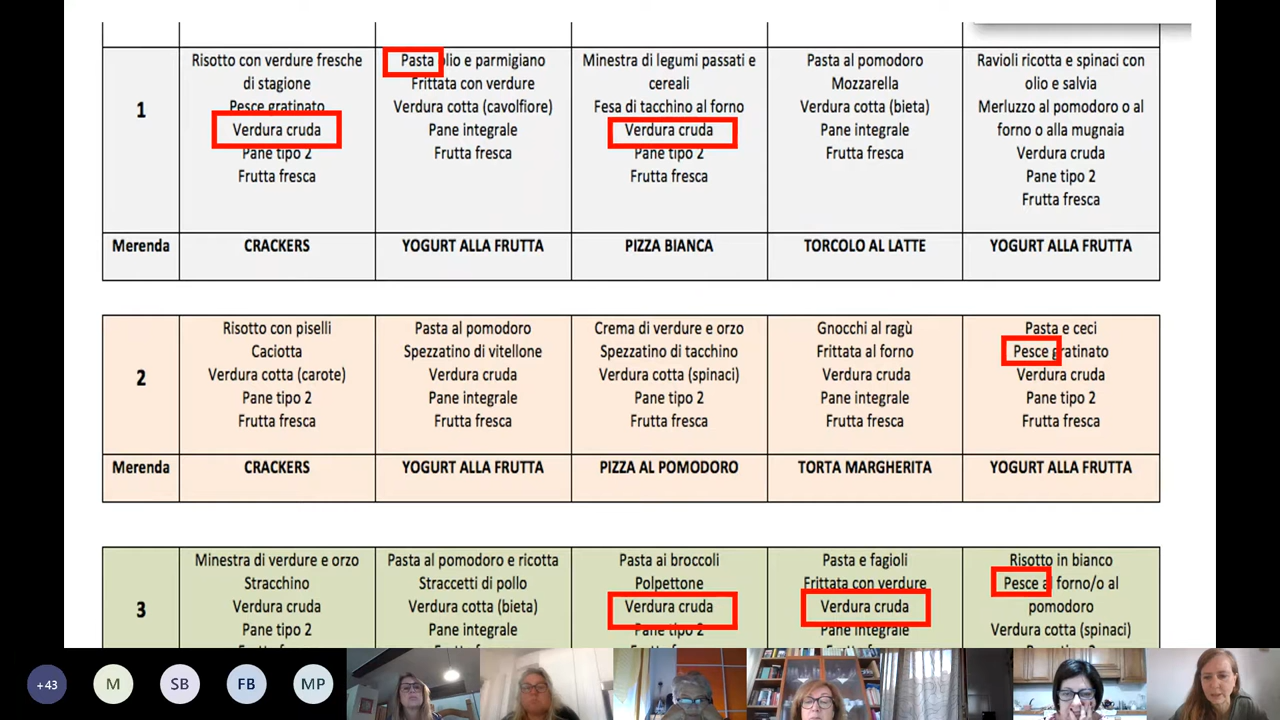 1
Risotto con verdure fresche
di stagione
Pesce gratinato
Verdura cruda
Pane tipo 2
Frutta fresca
Pasta olio e parmigiano
Frittata con verdure
Verdura cotta (cavolfiore)
Pane integrale
Frutta fresca
Minestra di legumi passati e
cereali
Fesa di tacchino al forno
Verdura cruda
Pane tipo 2
Frutta fresca
Pasta al pomodoro
Mozzarella
Verdura cotta (bieta)
Pane integrale
Frutta fresca
Ravioli ricotta e spinaci con
olio e salvia
Merluzzo al pomodoro o al
forno o alla mugnaia
Verdura cruda
Pane tipo 2
Frutta fresca
Merenda
CRACKERS
YOGURT ALLA FRUTTA
PIZZA BIANCA
TORCOLO AL LATTE
YOGURT ALLA FRUTTA
2
Risotto con piselli
Caciotta
Verdura cotta (carote)
Pane tipo 2
Frutta fresca
Pasta al pomodoro
Spezzatino di vitellone
Verdura cruda
Pane integrale
Frutta fresca
Crema di verdure e orzo
Spezzatino di tacchino
Verdura cotta (spinaci)
Pane tipo 2
Frutta fresca
Gnocchi al ragù
Frittata al forno
Verdura cruda
Pane integrale
Frutta fresca
Pasta e ceci
Pesce gratinato
Verdura cruda
Pane tipo 2
Frutta fresca
Merenda
CRACKERS
YOGURT ALLA FRUTTA
PIZZA AL POMODORO
TORTA MARGHERITA
YOGURT ALLA FRUTTA
3
Minestra di verdure e orzo
Stracchino
Verdura cruda
Pane tipo 2
Pasta al pomodoro e ricotta
Straccetti di pollo
Verdura cotta (bieta)
Pane integrale
Pasta ai broccoli
Polpettone
Verdura cruda
Pane tipo 2
Pasta e fagioli
Frittata con verdure
Verdura cruda
Pane integrale
Risotto in bianco
Pesce al forno/o al
pomodoro
Verdura cotta (spinaci)
+43
M
SB
FB
MP